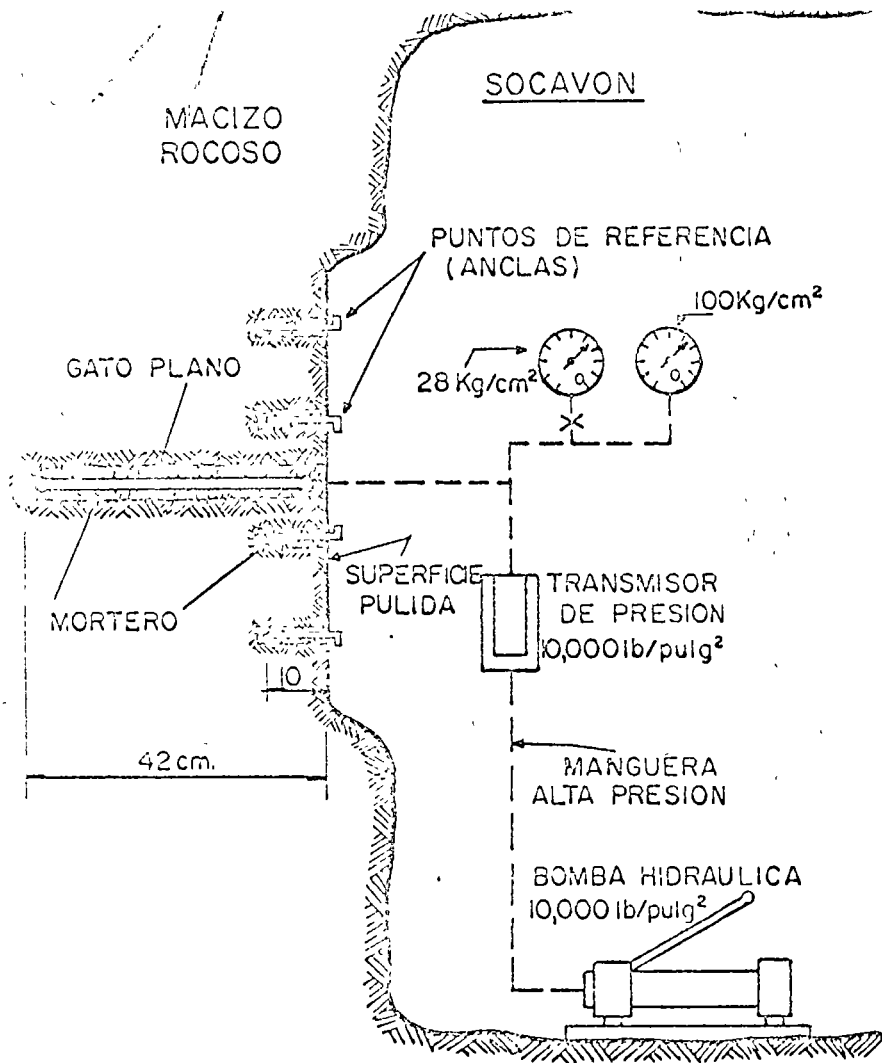 SOCAVON
MACIZO
ROCOSO
PUNTOS DE REFERENCIA
(ANCLAS)
100Kg/cm²
28 Kg/cm²
GATO PLANO
MORTERO
SUPERFICIE
PULIDA
TRANSMISOR
DE PRESION
10,000 lb/pulg²
10
42 cm.
MANGUERA
ALTA PRESION
BOMBA HIDRAULICA
10,000 lb/pulg²